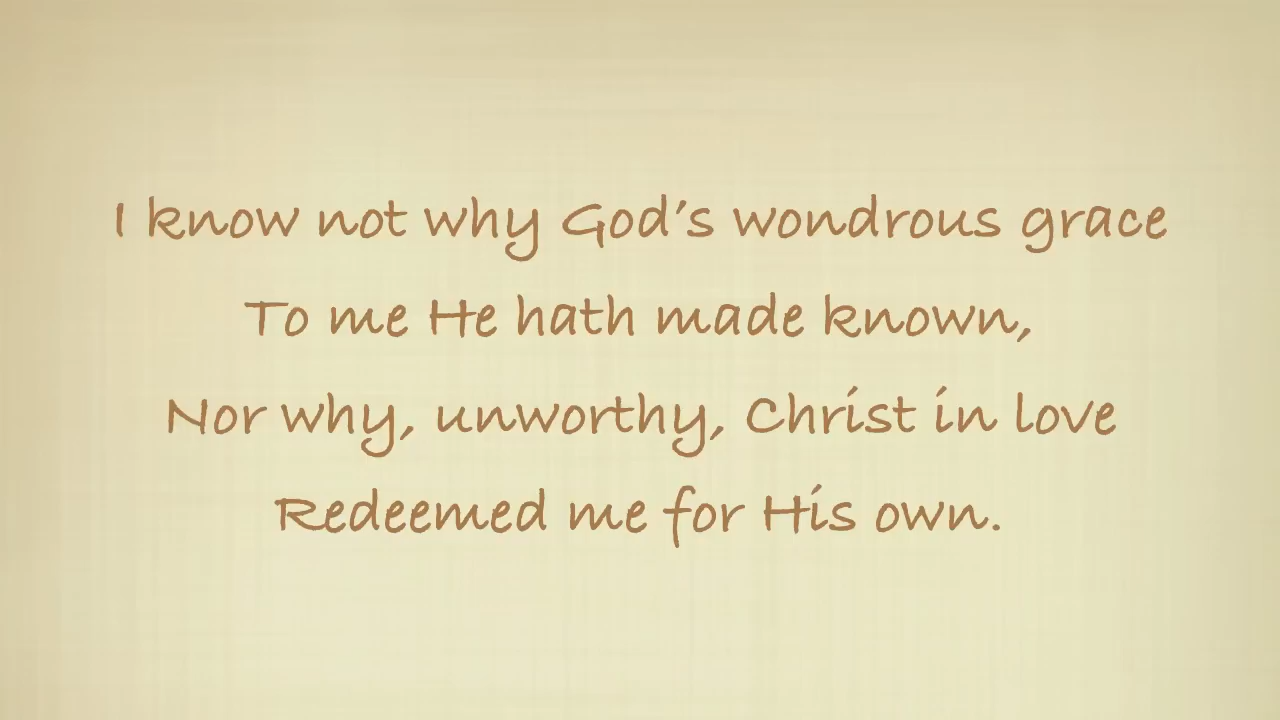 I know not why God's wondrous grace
To me He hath made known,
Nor why, unworthy, Christ in love
Redeemed me for His own.